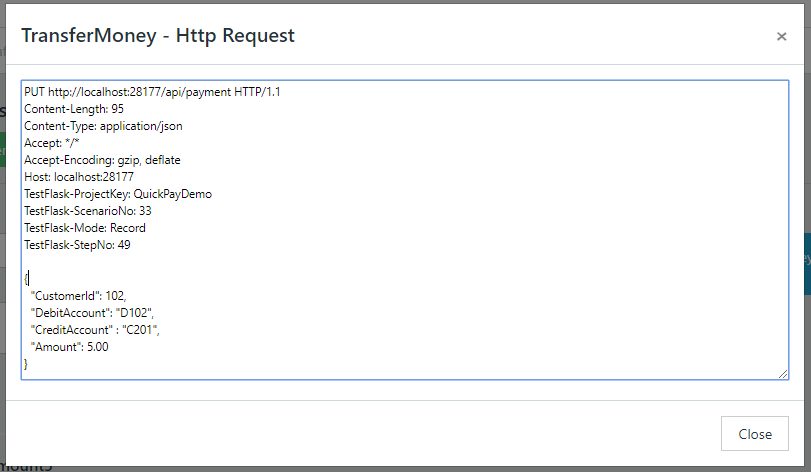 TransferMoney - Http Request
×
PUT http://localhost:28177/api/payment HTTP/1.1
Content-Length: 95
Content-Type: application/json
Accept: */*
Accept-Encoding: gzip, deflate
Host: localhost:28177
TestFlask-ProjectKey: QuickPayDemo
TestFlask-ScenarioNo: 33
TestFlask-Mode: Record
TestFlask-StepNo: 49
{
"CustomerId": 102,
"DebitAccount": "D102",
"CreditAccount" : "C201",
"Amount": 5.00
}
Close